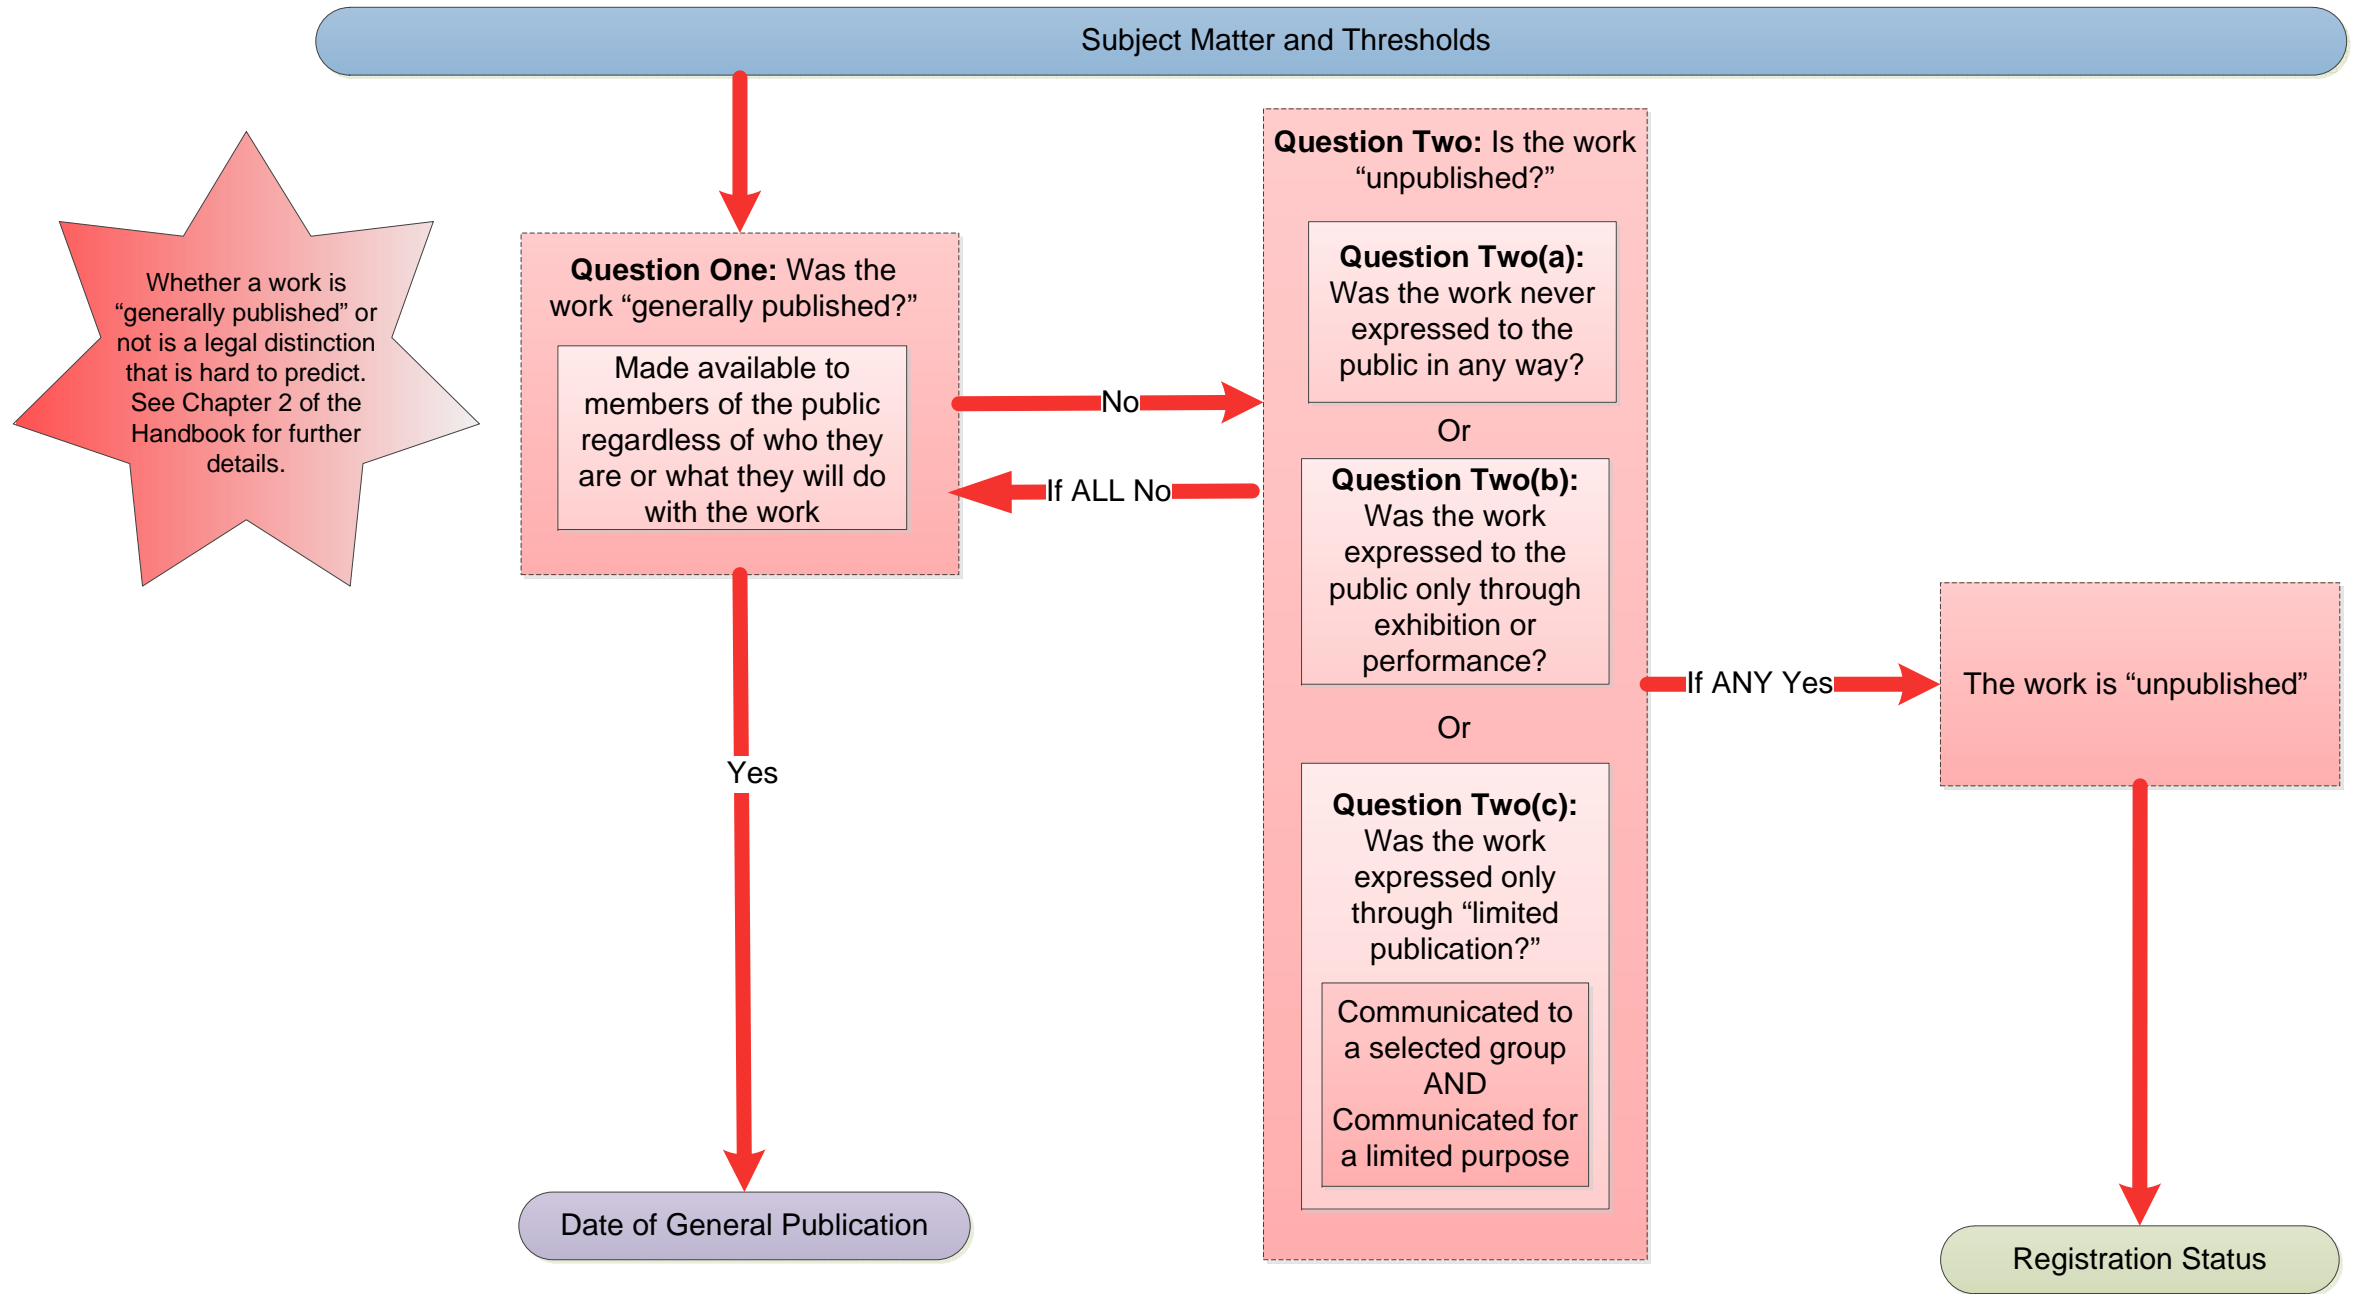 Subject Matter and Thresholds
Whether a work is
“generally published” or
not is a legal distinction
that is hard to predict.
See Chapter 2 of the
Handbook for further
details.
Question One: Was the
work “generally published?”
Made available to
members of the public
regardless of who they
are or what they will do
with the work
No
If ALL No
Yes
Date of General Publication
Question Two: Is the work
“unpublished?”
Question Two(a):
Was the work never
expressed to the
public in any way?
Or
Question Two(b):
Was the work
expressed to the
public only through
exhibition or
performance?
Or
Question Two(c):
Was the work
expressed only
through “limited
publication?”
Communicated to
a selected group
AND
Communicated for
a limited purpose
If ANY Yes
The work is “unpublished”
Registration Status